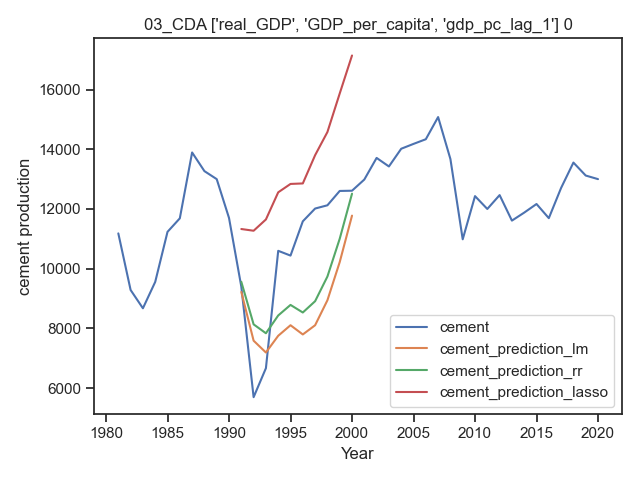 03_CDA ['real_GDP', 'GDP_per_capita', 'gdp_pc_lag_1'] 0
16000
14000
12000
10000
8000
6000
cement production
cement
cement_prediction_lm
cement_prediction_rr
cement_prediction_lasso
1980 1985 1990 1995 2000 2005 2010 2015 2020
Year